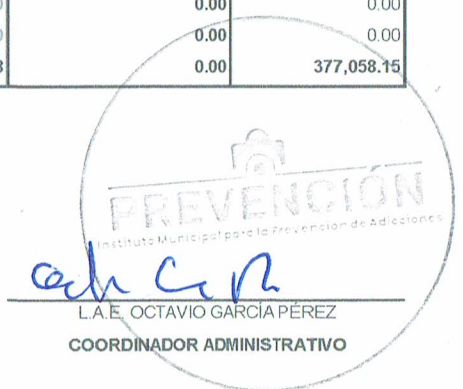 0.00 0.00
0.00 0.00
0.00 377,058.15
PREVENCIÓN
Instituto Municipal para la Prevención de Adicciones
L.A.E. OCTAVIO GARCÍA PÉREZ
COORDINADOR ADMINISTRATIVO